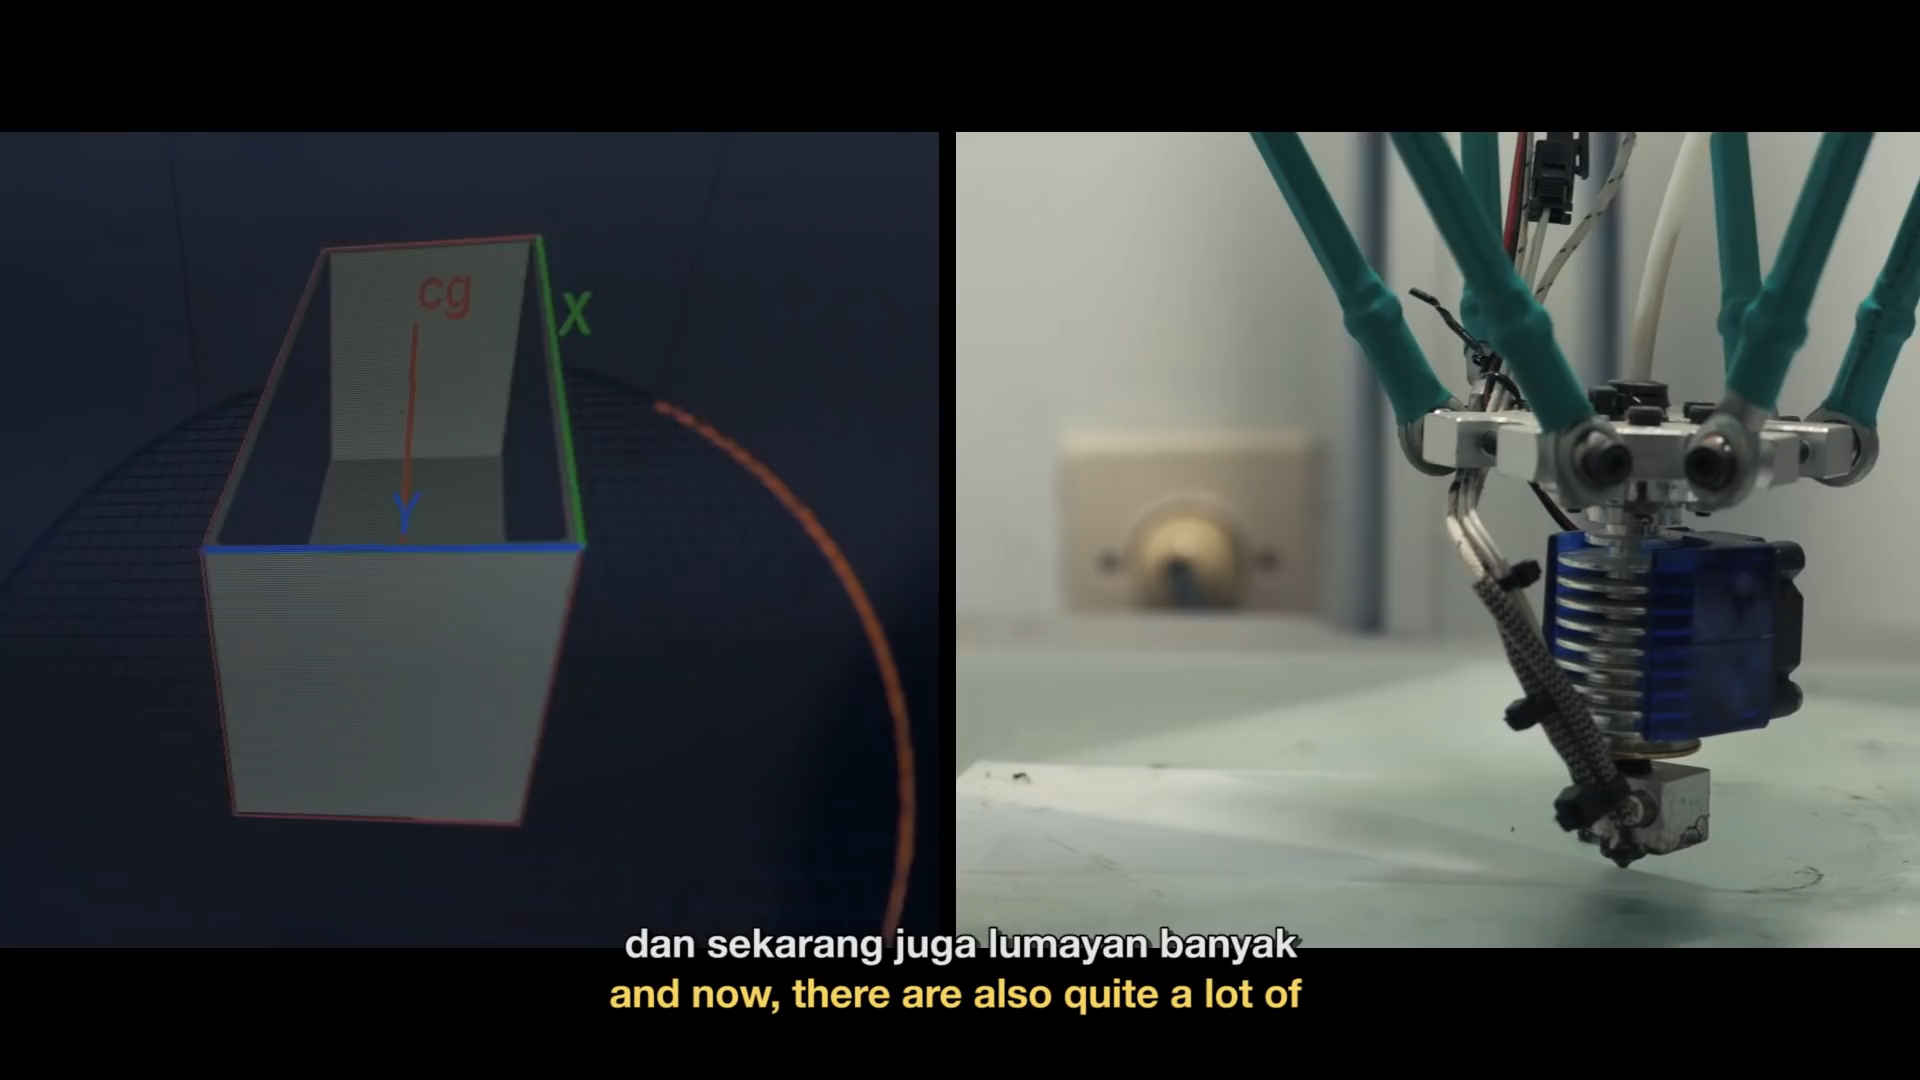 cg
X
Y
dan sekarang juga lumayan banyak
and now, there are also quite a lot of